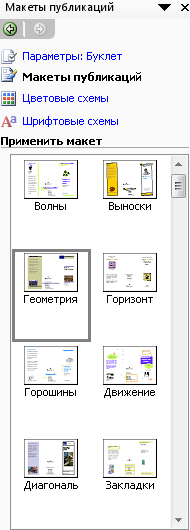 Макеты публикаций
Параметры: Буклет
Макеты публикаций
Цветовые схемы
Шрифтовые схемы
Применить макет
Волны Выноски
Геометрия Горизонт
Горошины Движение
Диагональ Закладки